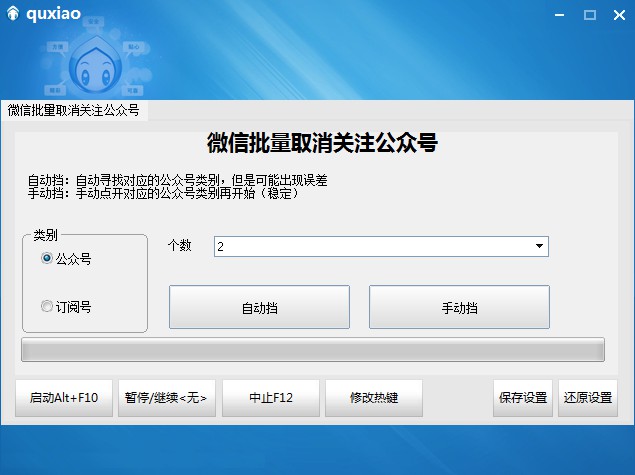 quxiao
微信批量取消关注公众号
微信批量取消关注公众号
自动挡：自动寻找对应的公众号类别，但是可能出现误差
手动挡：手动点开对应的公众号类别再开始（稳定）
类别
公众号
订阅号
个数
2
自动挡
手动挡
启动Alt+F10
暂停/继续<无>
中止F12
修改热键
保存设置
还原设置